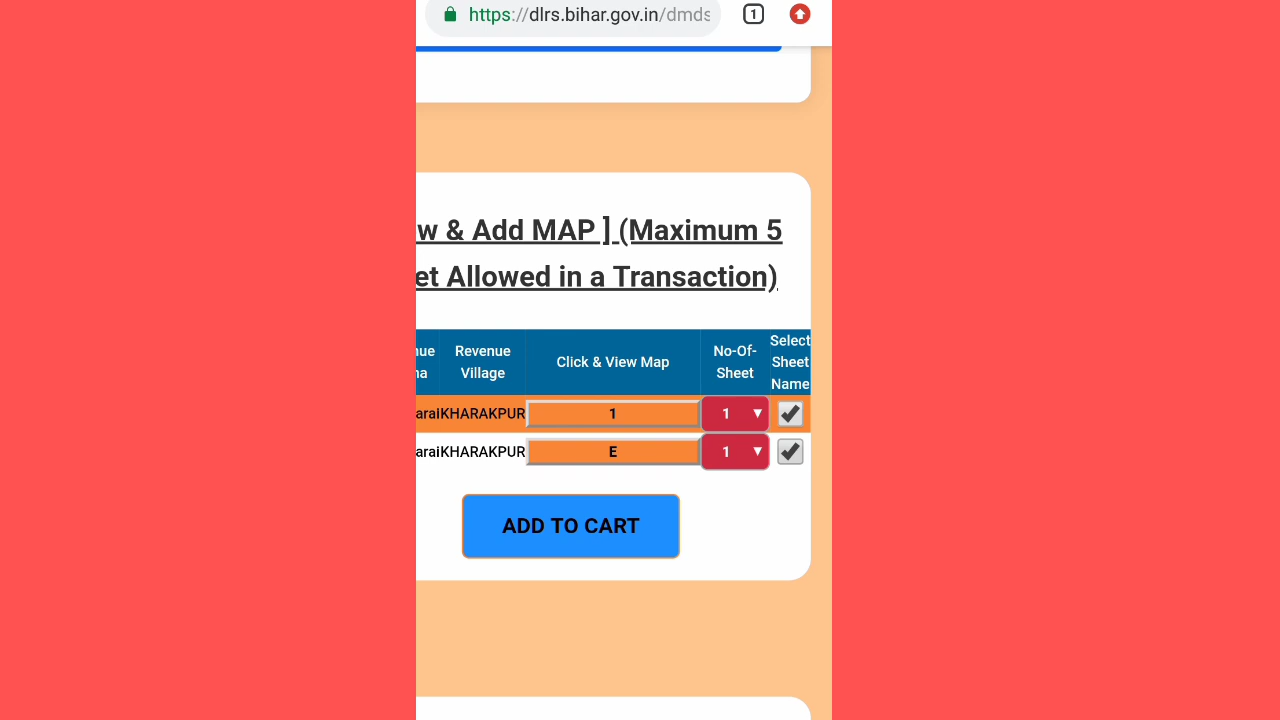 https://dlrs.bihar.gov.in/dmds
1
w & Add MAP ] (Maximum 5
et Allowed in a Transaction)
nue
na
Revenue
Village
Click & View Map
No-Of-
Sheet
Select
Sheet
Name
araiKHARAKPUR 1 1 ▼
araiKHARAKPUR E 1 ▼
ADD TO CART